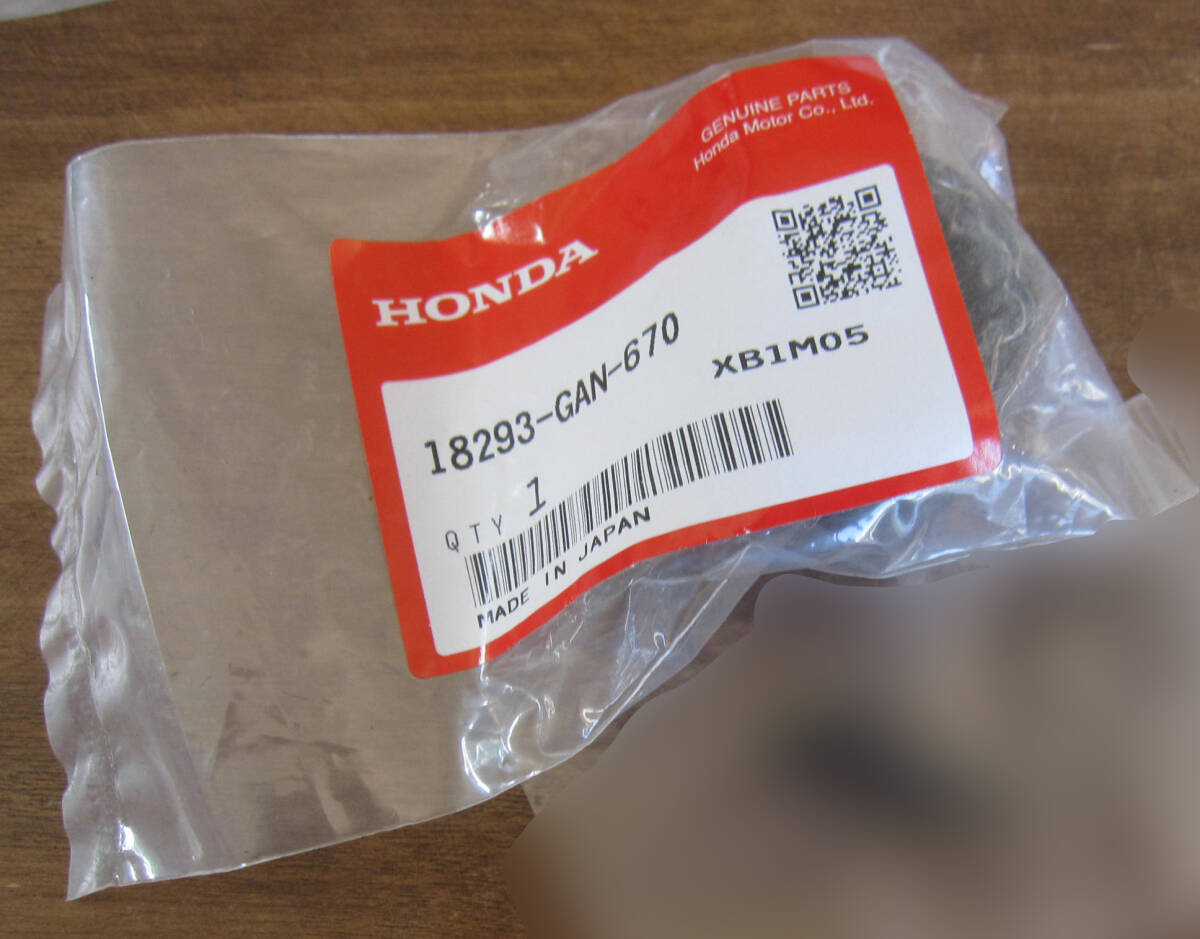 GENUINE PARTS
Honda Motor Co., Ltd.
HONDA
18293-GAN-670
XB1M05
QTY 1
MADE IN JAPAN